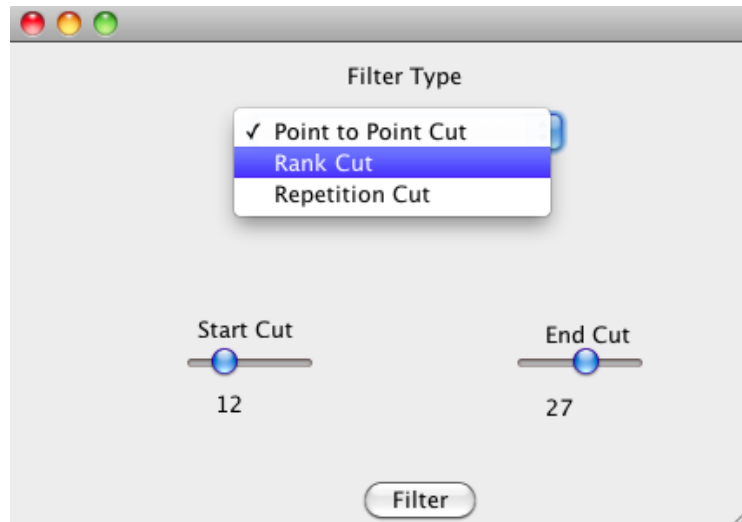 Filter Type
✓ Point to Point Cut
Rank Cut
Repetition Cut
Start Cut
End Cut
12
27
Filter